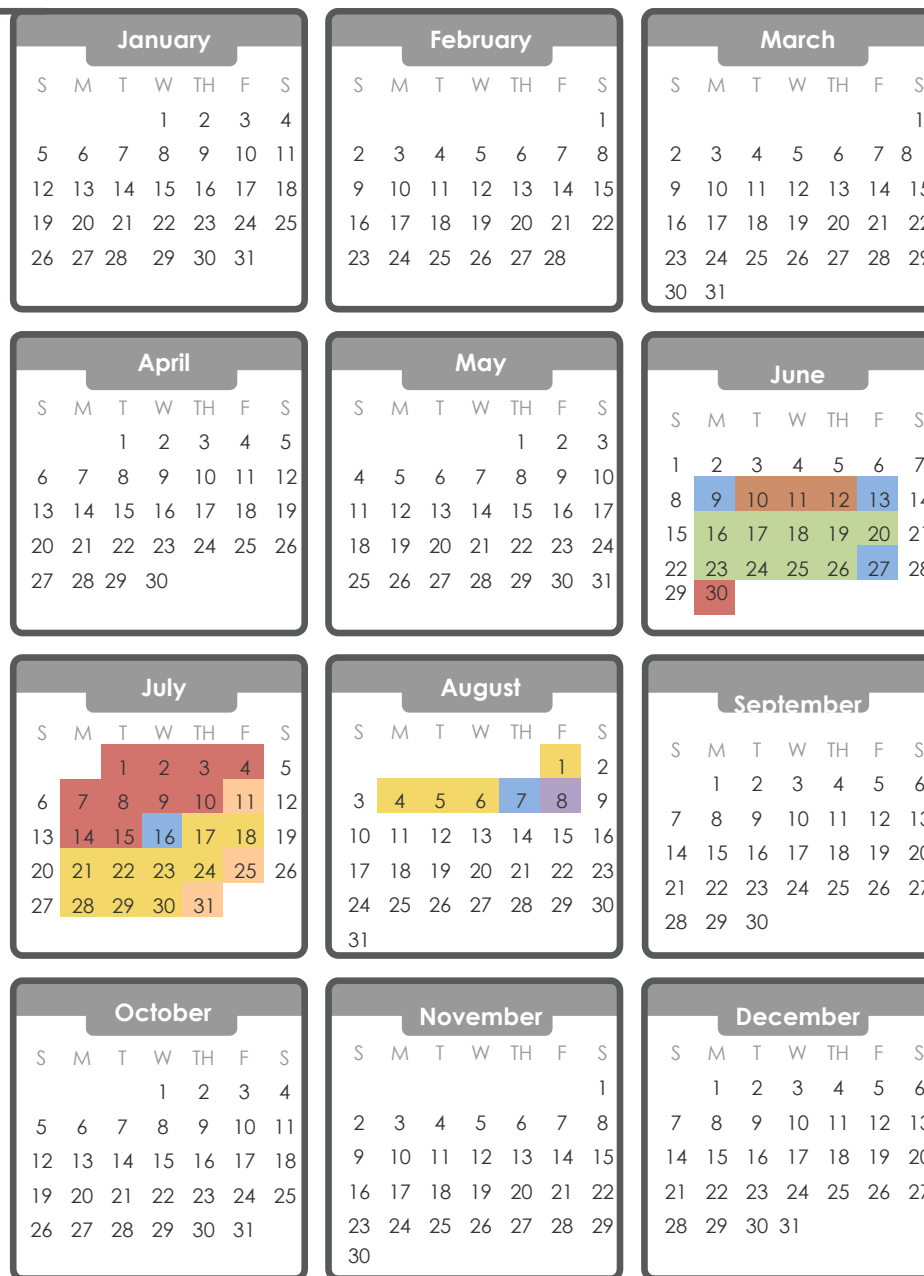 January
S M T W TH F S
1 2 3 4
5 6 7 8 9 10 11
12 13 14 15 16 17 18
19 20 21 22 23 24 25
26 27 28 29 30 31
February
S M T W TH F S
1
2 3 4 5 6 7 8
9 10 11 12 13 14 15
16 17 18 19 20 21 22
23 24 25 26 27 28
March
S M T W TH F S
1
2 3 4 5 6 7 8
9 10 11 12 13 14 15
16 17 18 19 20 21 22
23 24 25 26 27 28 29
30 31
April
S M T W TH F S
1 2 3 4 5
6 7 8 9 10 11 12
13 14 15 16 17 18 19
20 21 22 23 24 25 26
27 28 29 30
May
S M T W TH F S
1 2 3
4 5 6 7 8 9 10
11 12 13 14 15 16 17
18 19 20 21 22 23 24
25 26 27 28 29 30 31
June
S M T W TH F S
1 2 3 4 5 6 7
8 9 10 11 12 13 14
15 16 17 18 19 20 21
22 23 24 25 26 27 28
29 30
July
S M T W TH F S
1 2 3 4 5
6 7 8 9 10 11 12
13 14 15 16 17 18 19
20 21 22 23 24 25 26
27 28 29 30 31
August
S M T W TH F S
1 2
3 4 5 6 7 8 9
10 11 12 13 14 15 16
17 18 19 20 21 22 23
24 25 26 27 28 29 30
31
September
S M T W TH F S
1 2 3 4 5 6
7 8 9 10 11 12 13
14 15 16 17 18 19 20
21 22 23 24 25 26 27
28 29 30
October
S M T W TH F S
1 2 3 4
5 6 7 8 9 10 11
12 13 14 15 16 17 18
19 20 21 22 23 24 25
26 27 28 29 30 31
November
S M T W TH F S
1
2 3 4 5 6 7 8
9 10 11 12 13 14 15
16 17 18 19 20 21 22
23 24 25 26 27 28 29
30
December
S M T W TH F S
1 2 3 4 5 6
7 8 9 10 11 12 13
14 15 16 17 18 19 20
21 22 23 24 25 26 27
28 29 30 31